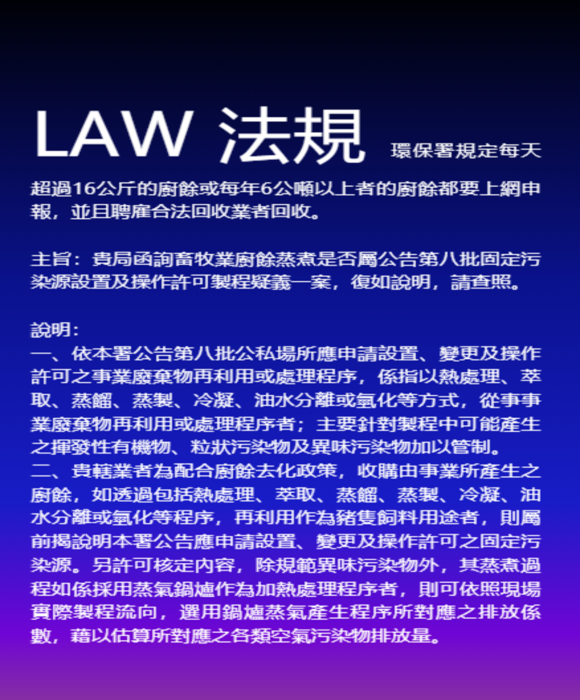 LAW 法規 環保署規定每天
超過16公斤的廚餘或每年6公噸以上者的廚餘都要上網申
報，並且聘雇合法回收業者回收。
主旨：貴局函詢畜牧業廚餘蒸煮是否屬公告第八批固定污
染源設置及操作許可製程疑義一案，復如說明，請查照。
說明：
一、依本署公告第八批公私場所應申請設置、變更及操作
許可之事業廢棄物再利用或處理程序，係指以熱處理、萃
取、蒸餾、蒸製、冷凝、油水分離或氫化等方式，從事事
業廢棄物再利用或處理程序者；主要針對製程中可能產生
之揮發性有機物、粒狀污染物及異味污染物加以管制。
二、貴轄業者為配合廚餘去化政策，收購由事業所產生之
廚餘，如透過包括熱處理、萃取、蒸餾、蒸製、冷凝、油
水分離或氫化等程序，再利用作為豬隻飼料用途者，則屬
前揭說明本署公告應申請設置、變更及操作許可之固定污
染源。另許可核定內容，除規範異味污染物外，其蒸煮過
程如係採用蒸氣鍋爐作為加熱處理程序者，則可依照現場
實際製程流向，選用鍋爐蒸氣產生程序所對應之排放係
數，藉以估算所對應之各類空氣污染物排放量。